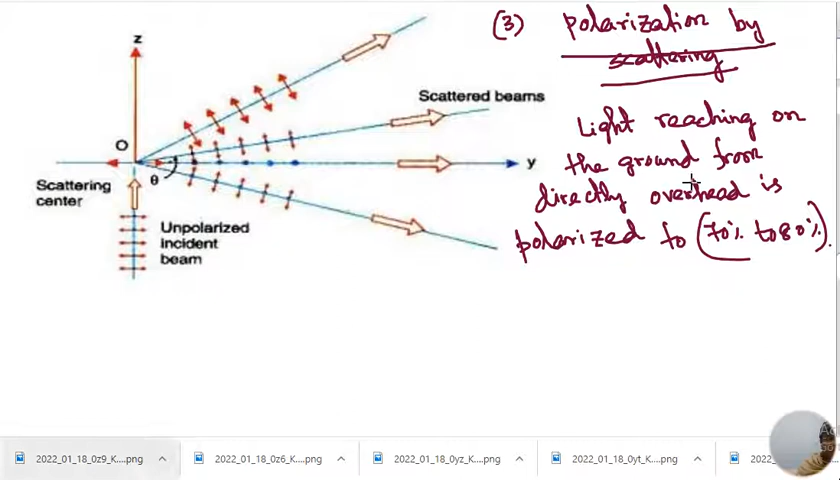 (3) Polarization by
scattering
Light reaching on
the ground from
directly overhead is
polarized to (70% to 80%).
z
Scattered beams
O
y
Scattering
center
θ
Unpolarized
incident
beam
2022_01_18_0z9_K....png
2022_01_18_0z6_K....png
2022_01_18_0yz_K....png
2022_01_18_0yt_K....png
2022_01_18_0